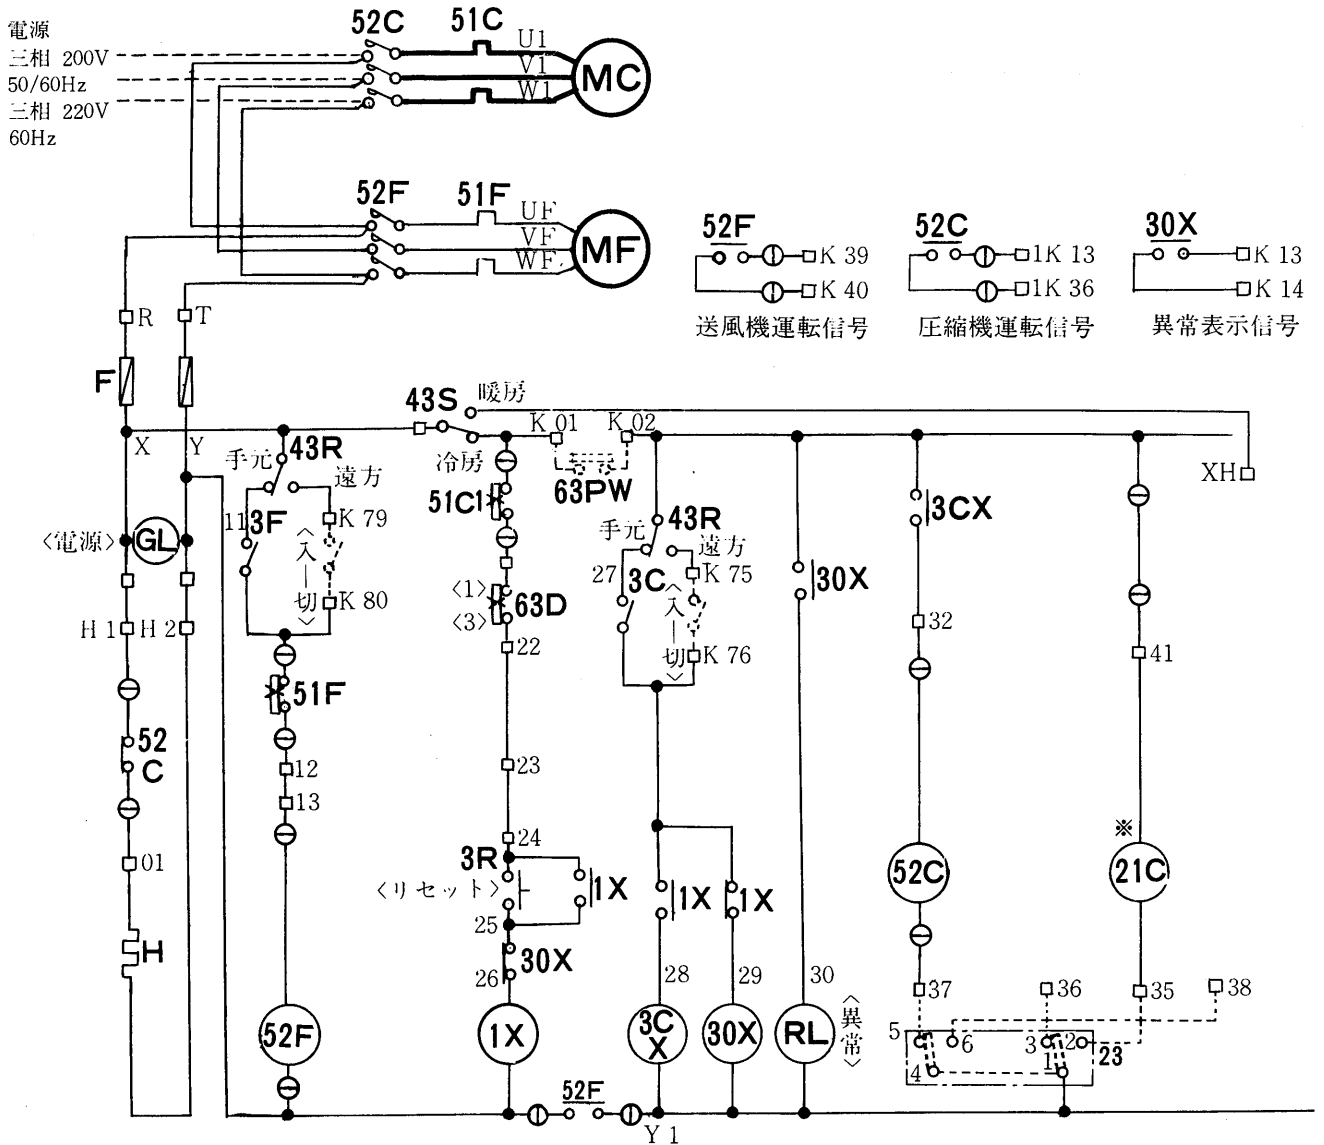 電源
三相 200V
50/60Hz
三相 220V
60Hz
52C
51C
U1
V1
W1
MC
52F
51F
UF
VF
WF
MF
R
T
F
52F
K 39
K 40
送風機運転信号
52C
1K 13
1K 36
圧縮機運転信号
30X
K 13
K 14
異常表示信号
43S
暖房
冷房
K 01
K 02
63PW
XH
X
Y
43R
手元
遠方
11
3F
K 79
〈入―切〉
K 80
〈電源〉
GL
H 1
H 2
51F
12
13
52
C
01
H
52F
51C1
〈1〉
63D
〈3〉
22
23
24
3R
〈リセット〉
1X
25
30X
26
1X
43R
手元
遠方
27
3C
K 75
〈入―切〉
K 76
1X
1X
28
29
3C
X
30X
30X
30
RL
〈異常〉
3CX
32
52C
37
36
35
38
41
※
21C
5
6
3
2
23
4
1
52F
Y 1